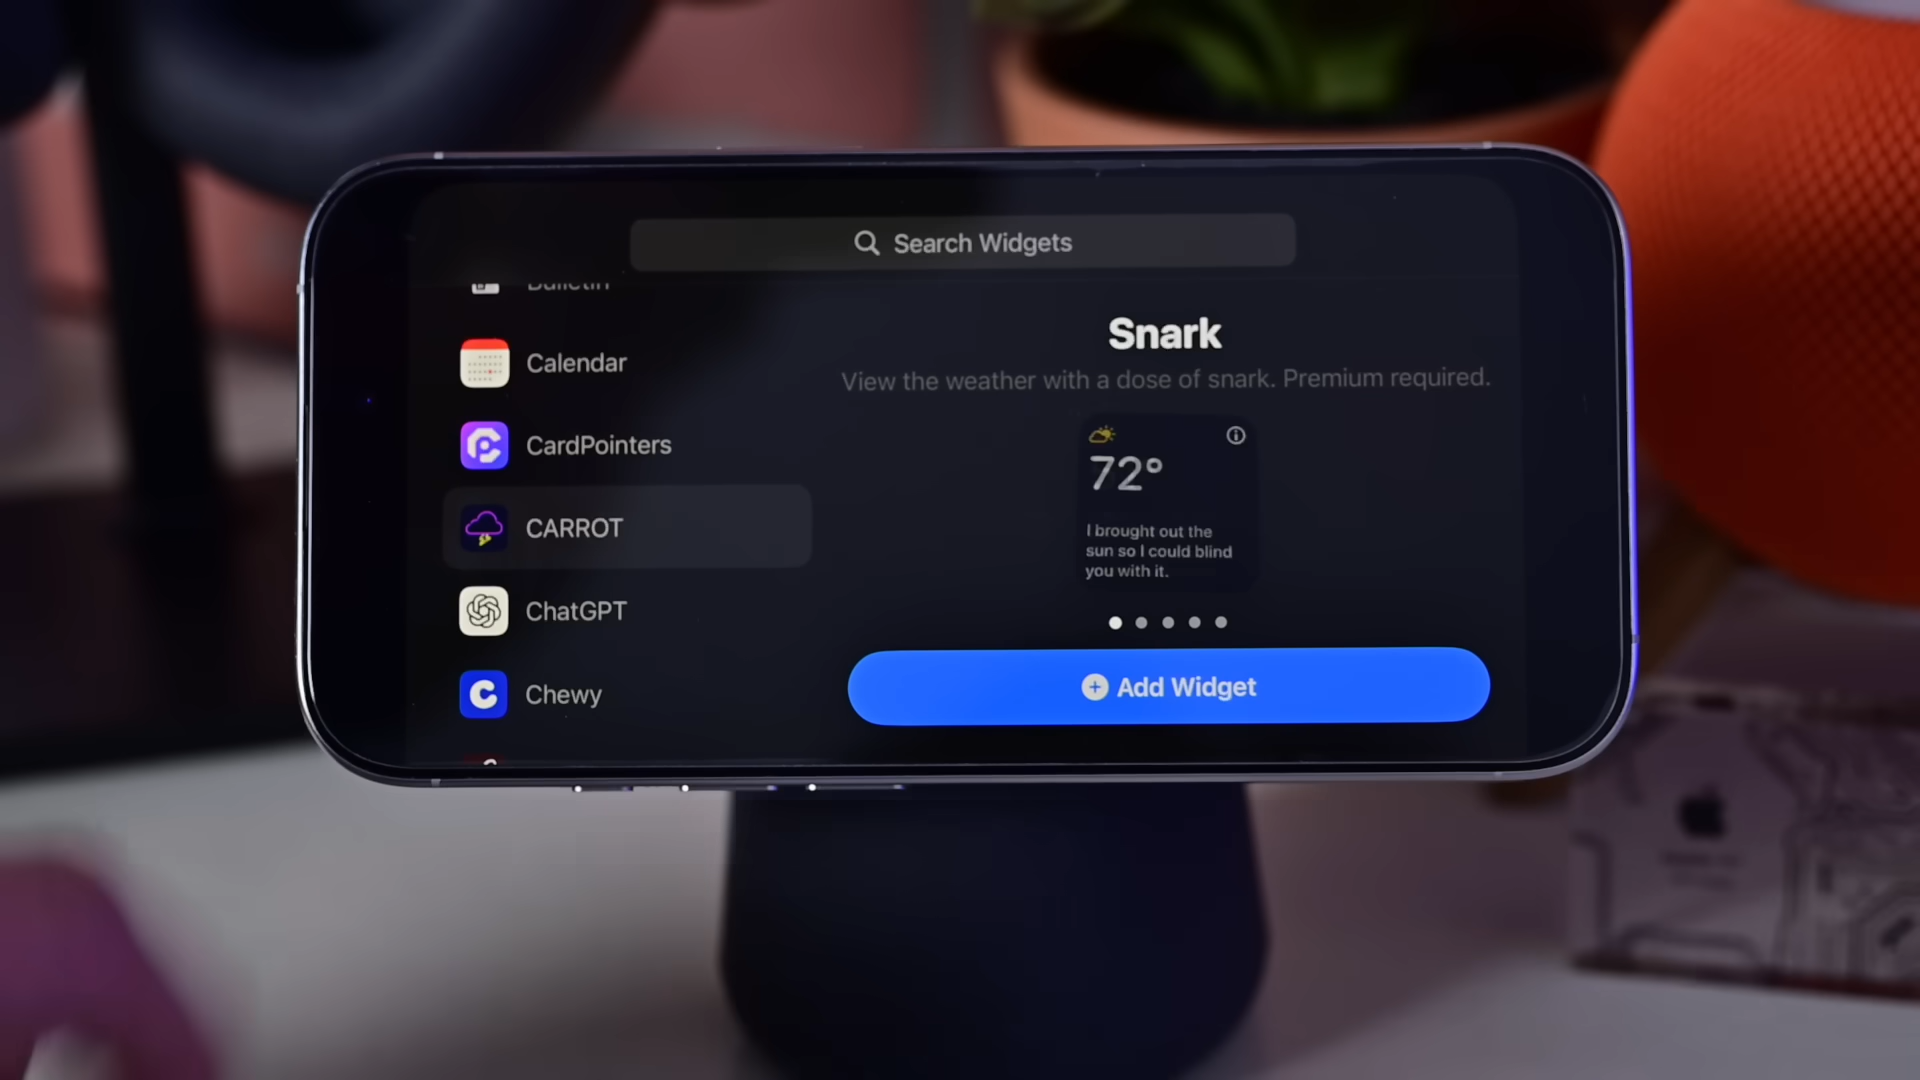 Search Widgets
Bulletin
Calendar
CardPointers
CARROT
ChatGPT
Chewy
Snark
View the weather with a dose of snark. Premium required.
72°
I brought out the
sun so I could blind
you with it.
Add Widget